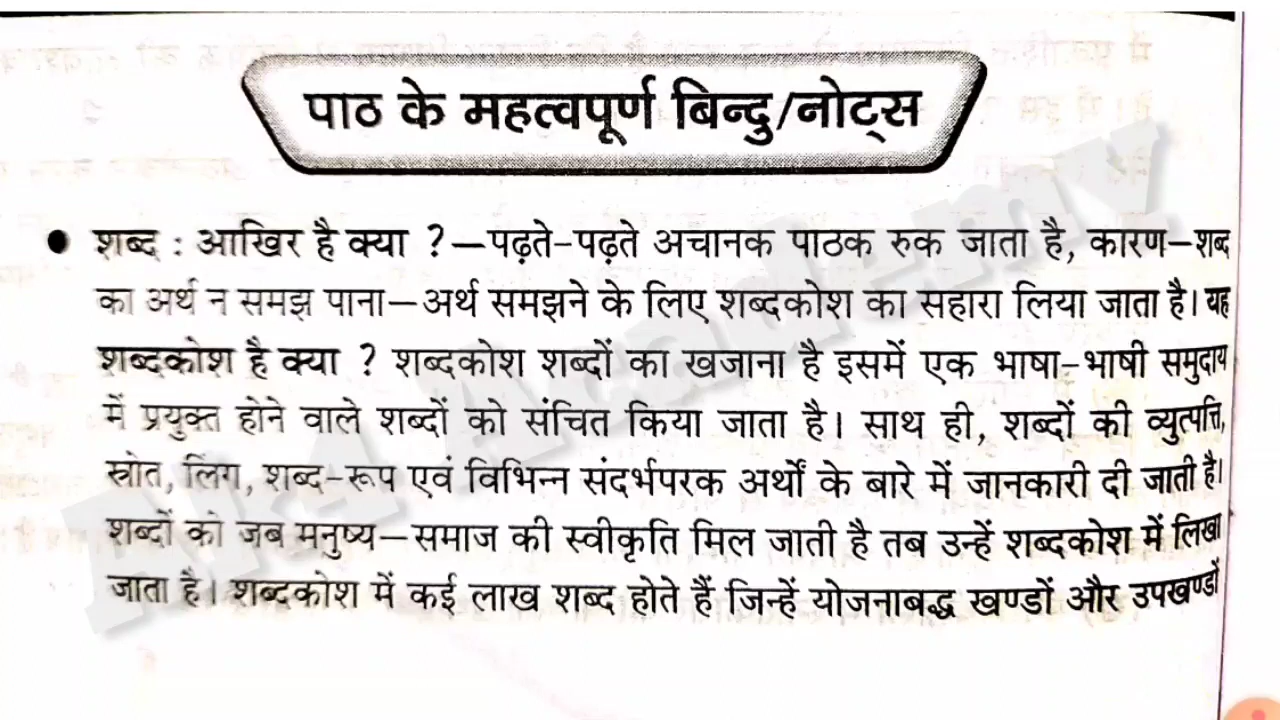 पाठ के महत्वपूर्ण बिन्दु/नोट्स
● शब्द : आखिर है क्या ?—पढ़ते-पढ़ते अचानक पाठक रुक जाता है, कारण—शब्द
का अर्थ न समझ पाना—अर्थ समझने के लिए शब्दकोश का सहारा लिया जाता है। यह
शब्दकोश है क्या ? शब्दकोश शब्दों का खजाना है इसमें एक भाषा-भाषी समुदाय
में प्रयुक्त होने वाले शब्दों को संचित किया जाता है। साथ ही, शब्दों की व्युत्पत्ति,
स्रोत, लिंग, शब्द-रूप एवं विभिन्न संदर्भपरक अर्थों के बारे में जानकारी दी जाती है।
शब्दों को जब मनुष्य—समाज की स्वीकृति मिल जाती है तब उन्हें शब्दकोश में लिखा
जाता है। शब्दकोश में कई लाख शब्द होते हैं जिन्हें योजनाबद्ध खण्डों और उपखण्डों